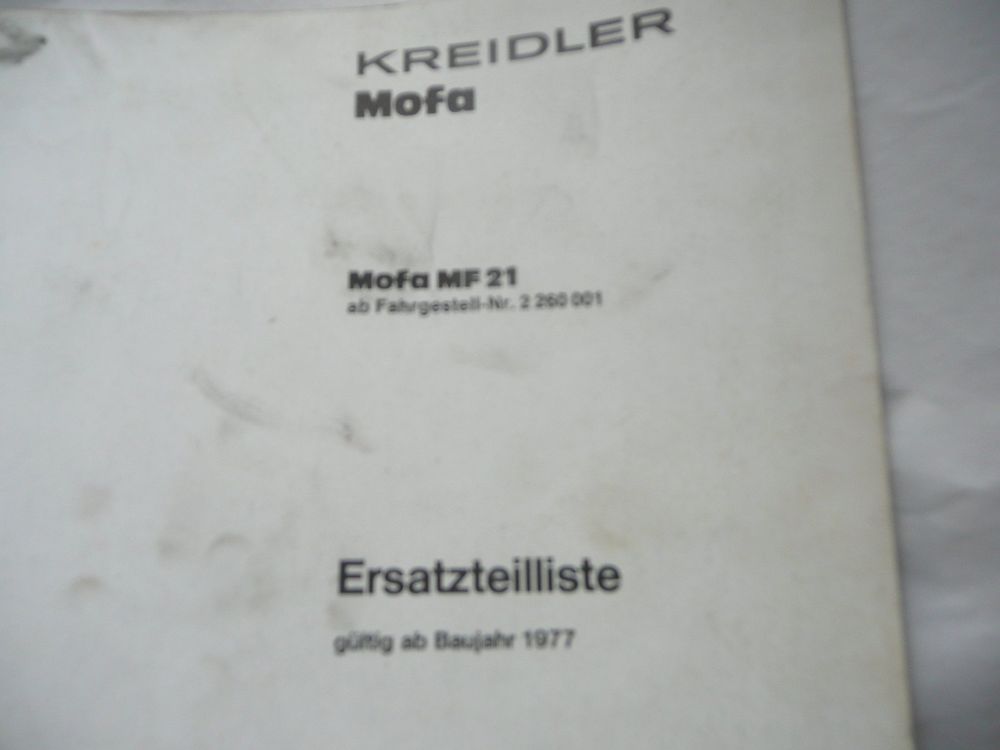 KREIDLER
Mofa
Mofa MF 21
ab Fahrgestell-Nr. 2 260 001
Ersatzteilliste
gültig ab Baujahr 1977